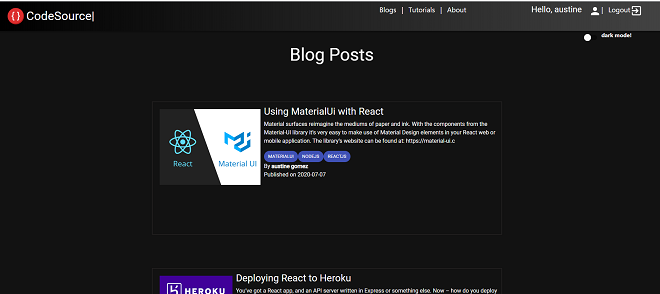 { } CodeSource|
Blogs | Tutorials | About
Hello, austine | Logout
dark mode!
Blog Posts
React
Material UI
Using MaterialUi with React
Material surfaces reimagine the mediums of paper and ink. With the components from the
Material-UI library it's very easy to make use of Material Design elements in your React web or
mobile application. The library's website can be found at: https://material-ui.c
MATERIALUI NODEJS REACTJS
By austine gomez
Published on 2020-07-07
HEROKU
Deploying React to Heroku
You've got a React app, and an API server written in Express or something else. Now – how do you deploy